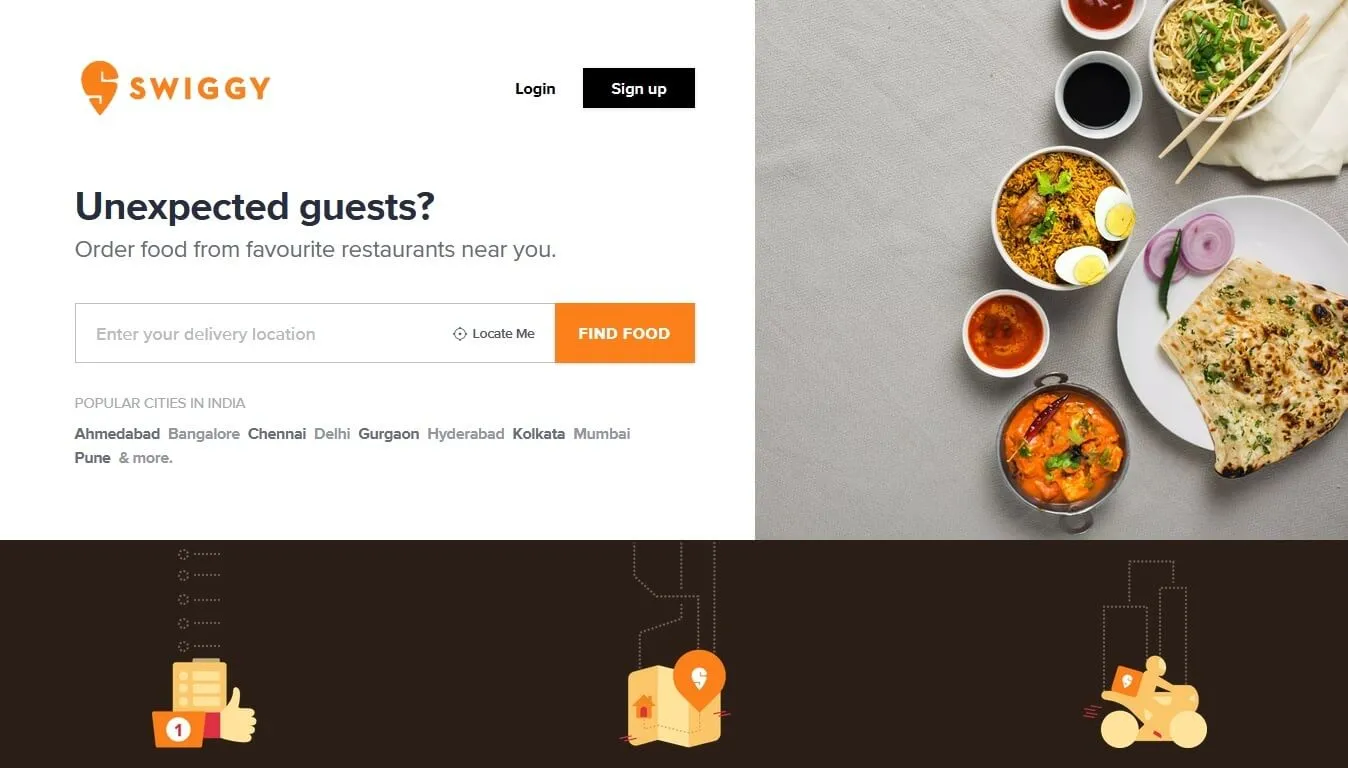 SWIGGY
Login
Sign up
Unexpected guests?
Order food from favourite restaurants near you.
Enter your delivery location
Locate Me
FIND FOOD
POPULAR CITIES IN INDIA
Ahmedabad Bangalore Chennai Delhi Gurgaon Hyderabad Kolkata Mumbai
Pune & more.
1